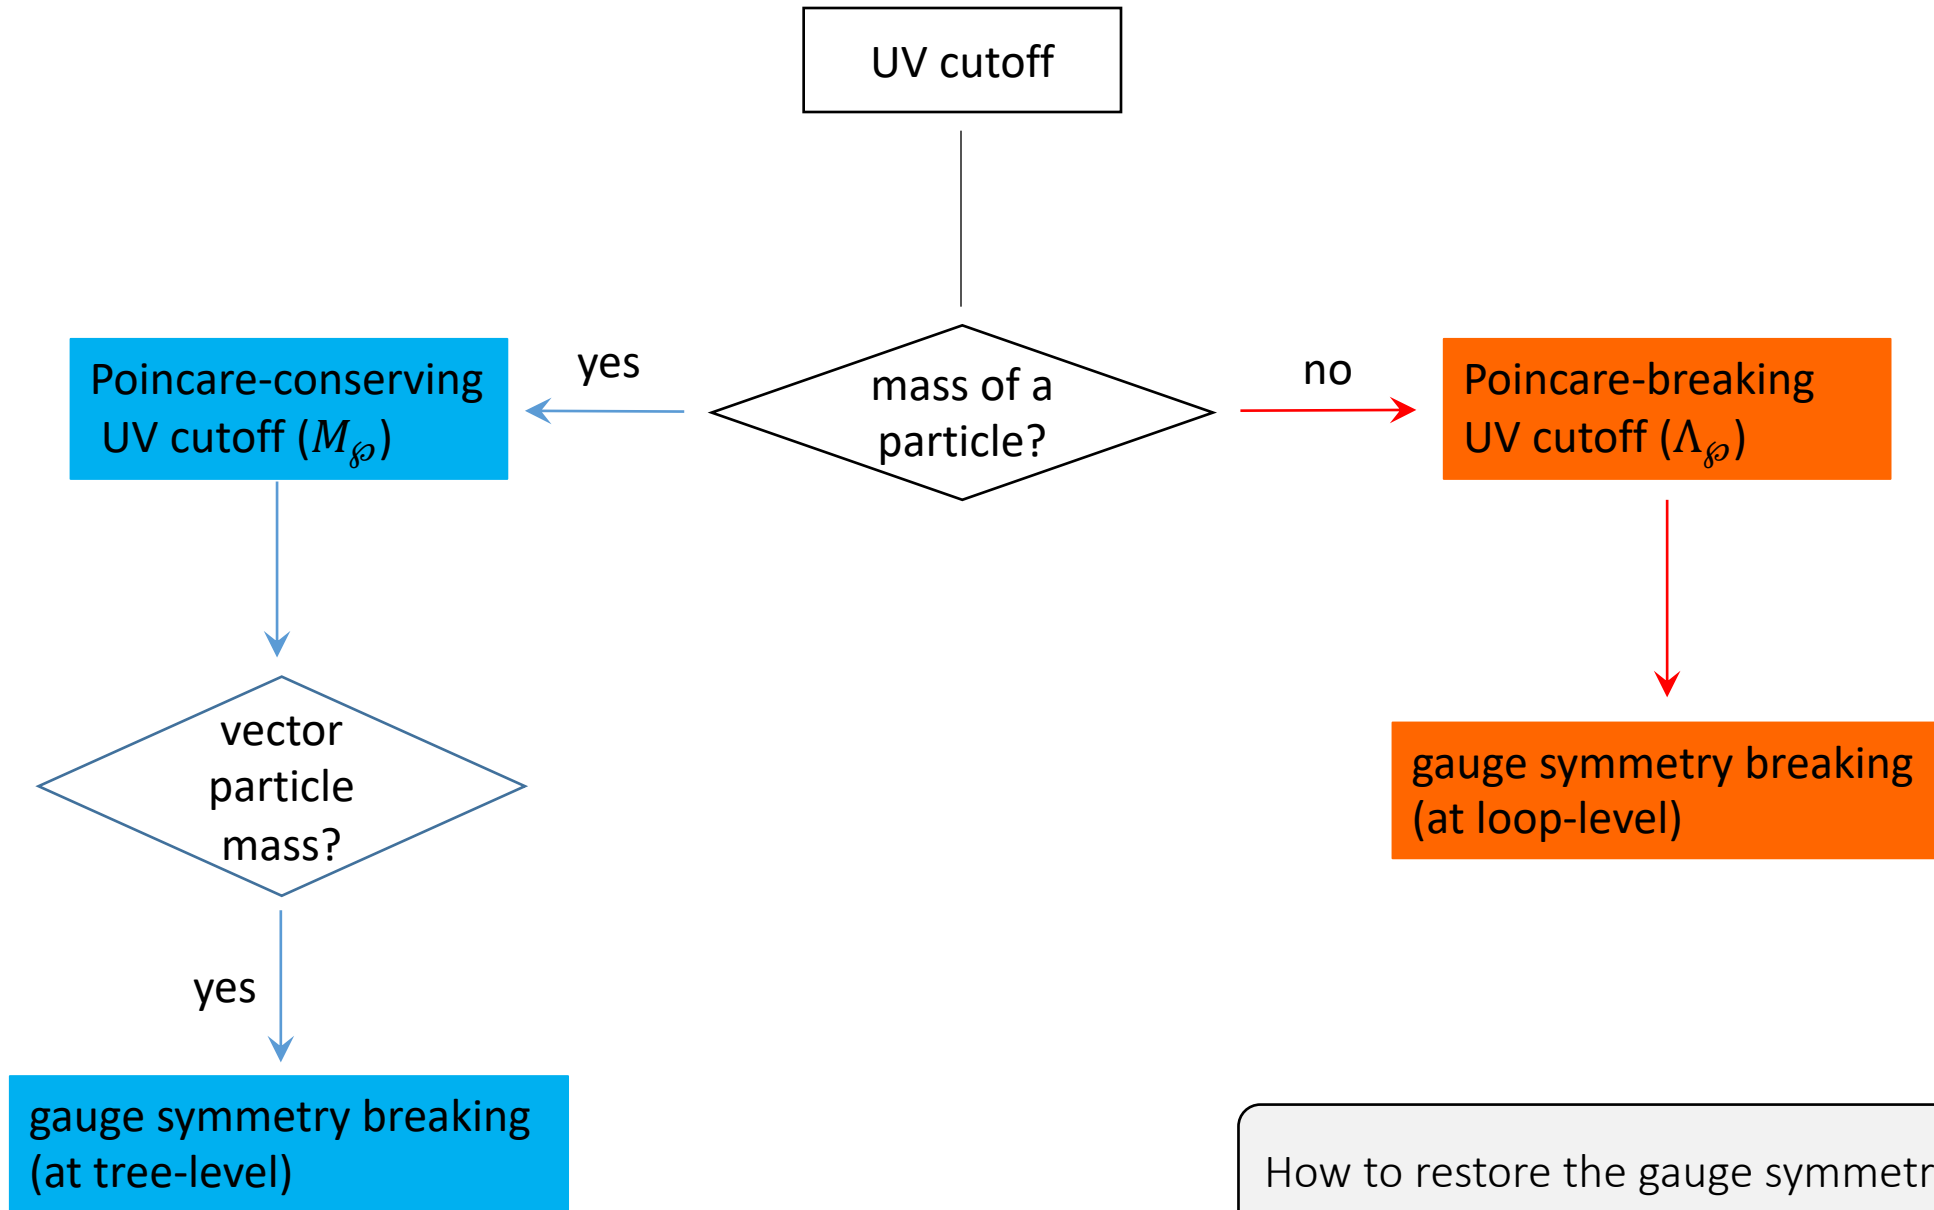 UV cutoff
yes
no
mass of a
particle?
Poincare-conserving
UV cutoff (M℘)
Poincare-breaking
UV cutoff (Λ℘)
vector
particle
mass?
gauge symmetry breaking
(at loop-level)
yes
gauge symmetry breaking
(at tree-level)
How to restore the gauge symmetr